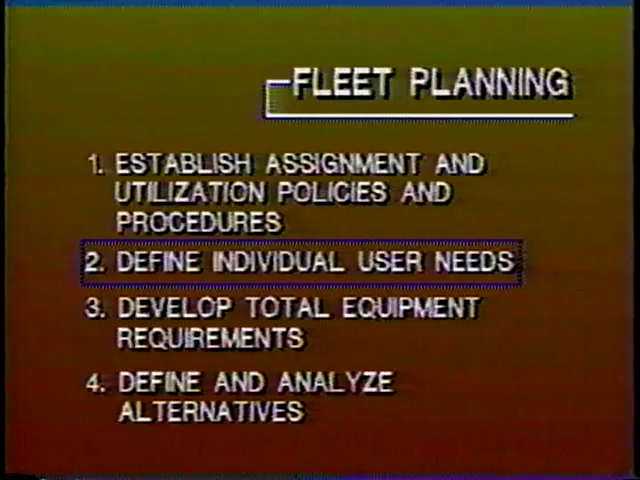 FLEET PLANNING
1. ESTABLISH ASSIGNMENT AND
UTILIZATION POLICIES AND
PROCEDURES
2. DEFINE INDIVIDUAL USER NEEDS
3. DEVELOP TOTAL EQUIPMENT
REQUIREMENTS
4. DEFINE AND ANALYZE
ALTERNATIVES